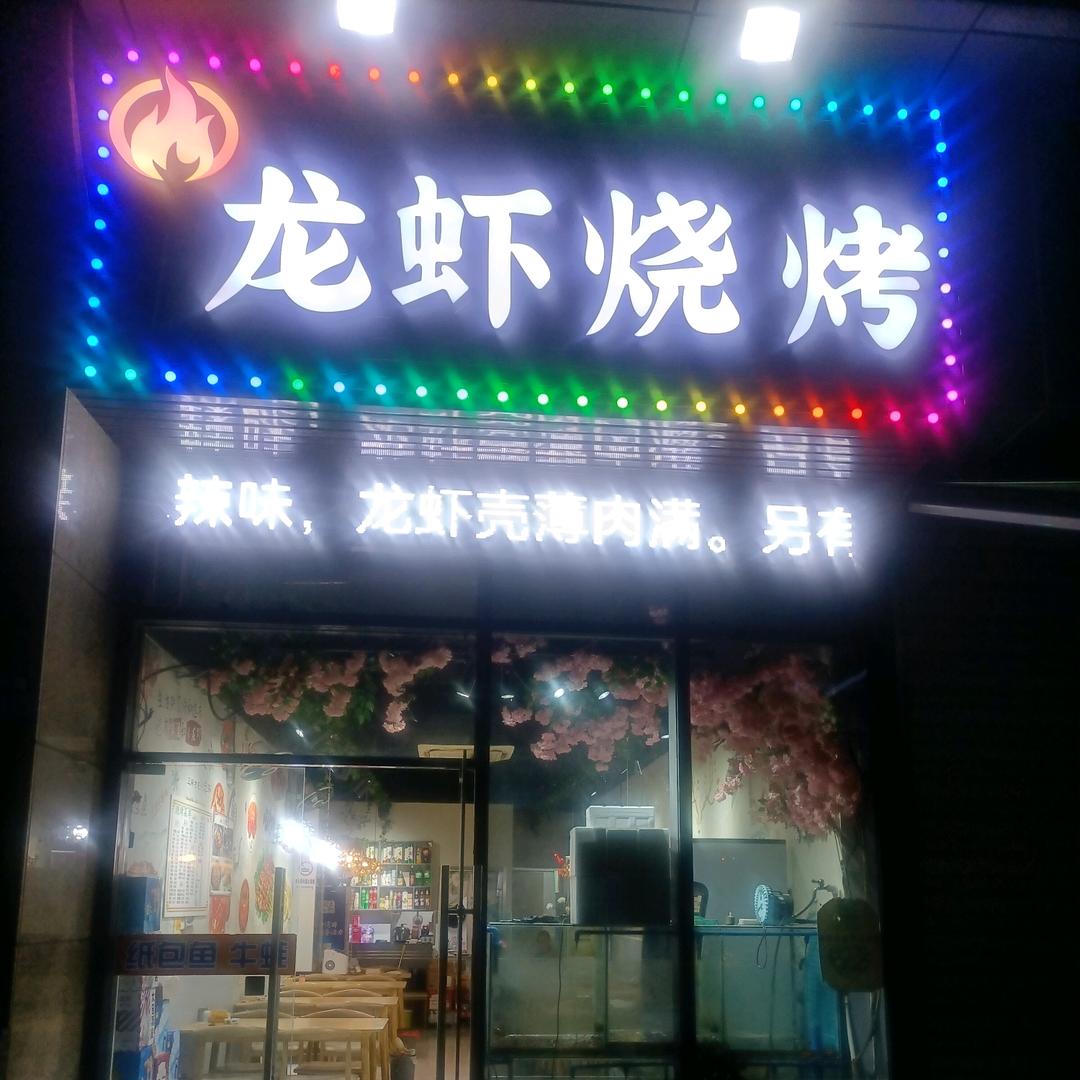 龙虾烧烤
辣味，龙虾壳薄肉满。另有
纸包鱼 牛蛙